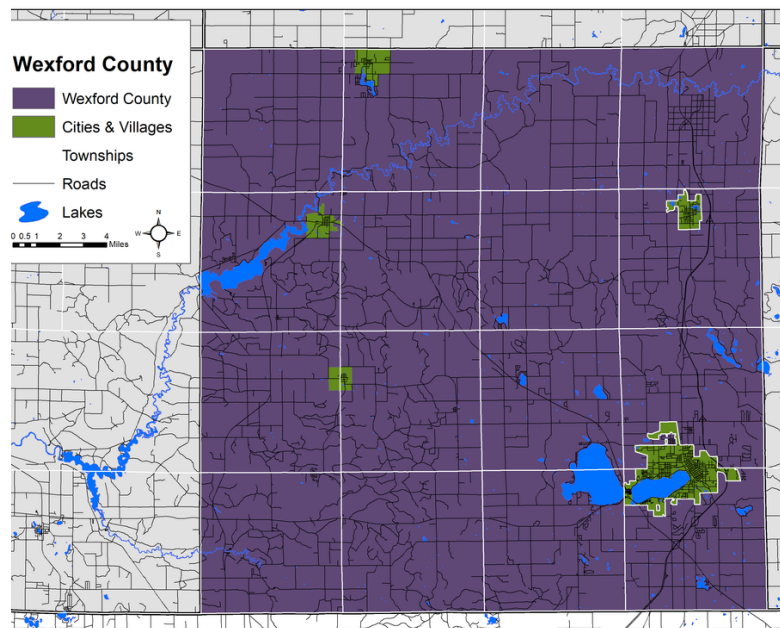 Wexford County
Wexford County
Cities & Villages
Townships
Roads
Lakes
N
W E
S
0 0.5 1 2 3 4
Miles